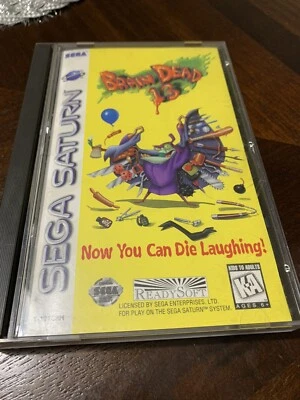 SEGA
SEGA SATURN
BRAIN DEAD
13
Now You Can Die Laughing!
SEGA
READYSOFT
LICENSED BY SEGA ENTERPRISES, LTD.
FOR PLAY ON THE SEGA SATURN™ SYSTEM.
KIDS TO ADULTS
K-A
AGES 6+